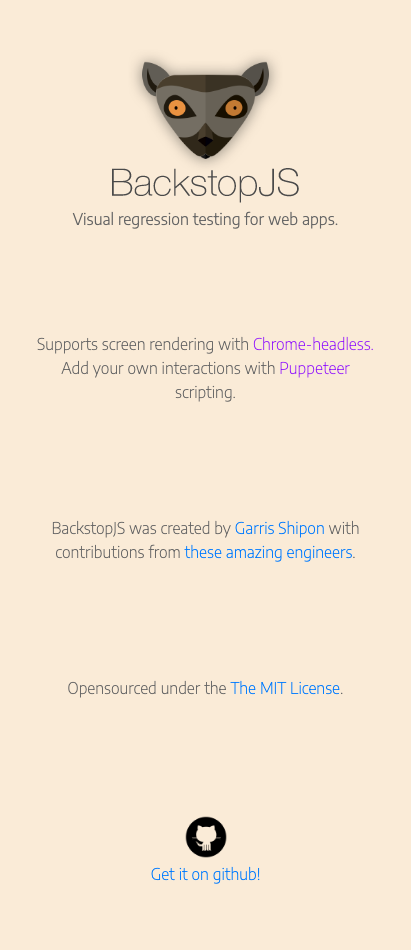 BackstopJS
Visual regression testing for web apps.
Supports screen rendering with Chrome-headless.
Add your own interactions with Puppeteer
scripting.
BackstopJS was created by Garris Shipon with
contributions from these amazing engineers.
Opensourced under the The MIT License.
Get it on github!